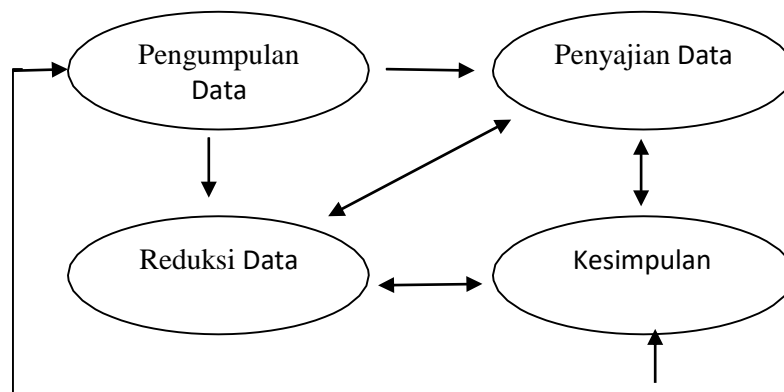 Pengumpulan
Data
Penyajian Data
Reduksi Data
Kesimpulan